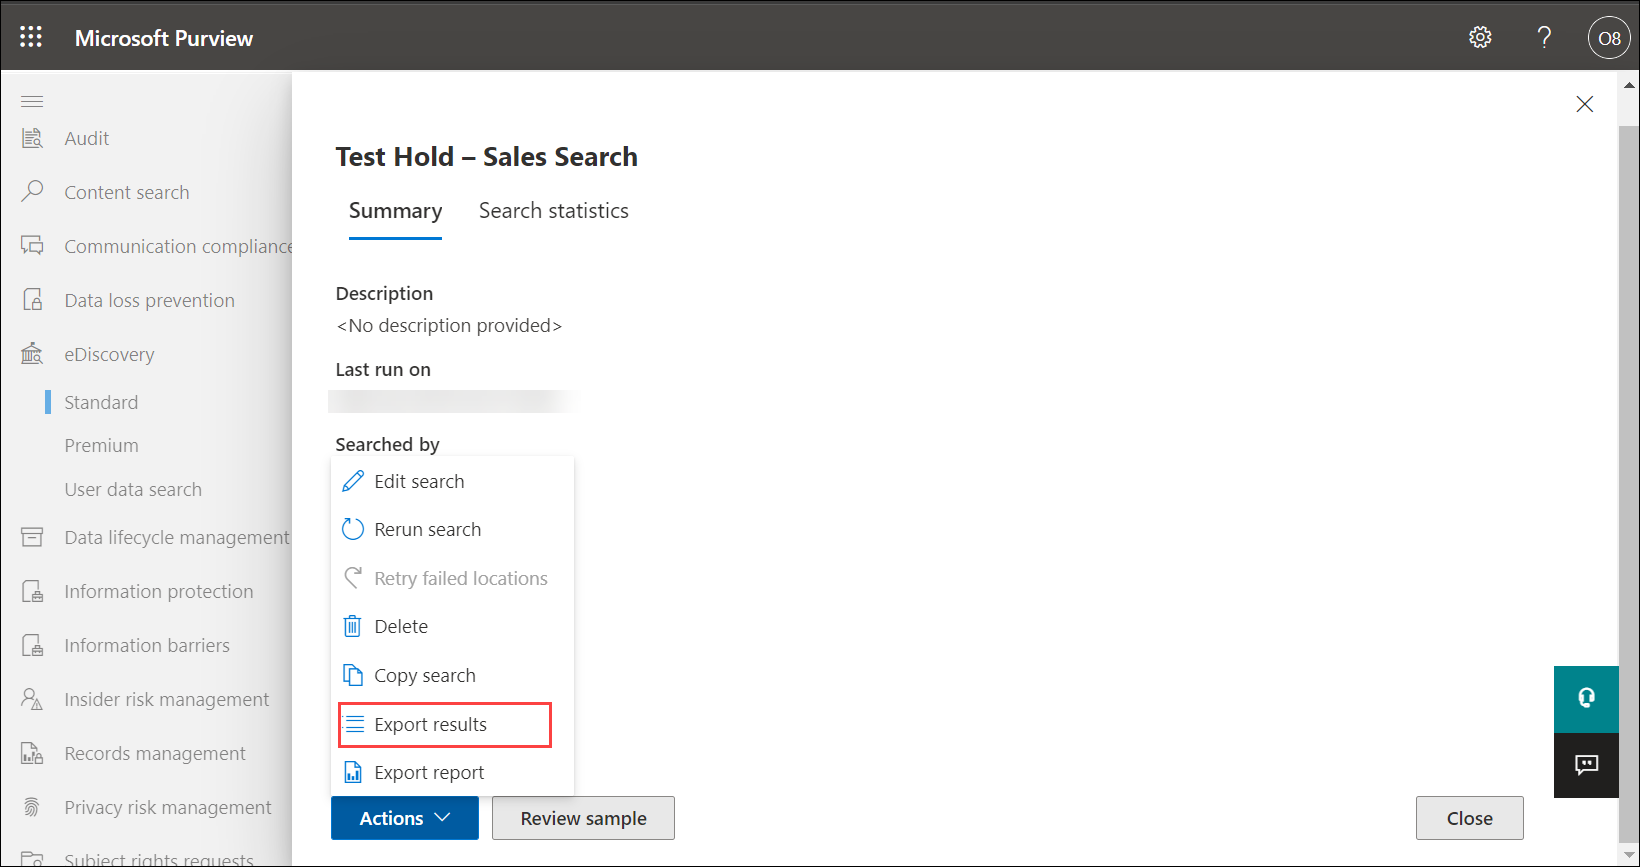 Microsoft Purview
O8
Audit
Content search
Communication compliance
Data loss prevention
eDiscovery
Standard
Premium
User data search
Data lifecycle management
Information protection
Information barriers
Insider risk management
Records management
Privacy risk management
Subject rights requests
Test Hold – Sales Search
Summary
Search statistics
Description
<No description provided>
Last run on
Searched by
Edit search
Rerun search
Retry failed locations
Delete
Copy search
Export results
Export report
Actions
Review sample
Close